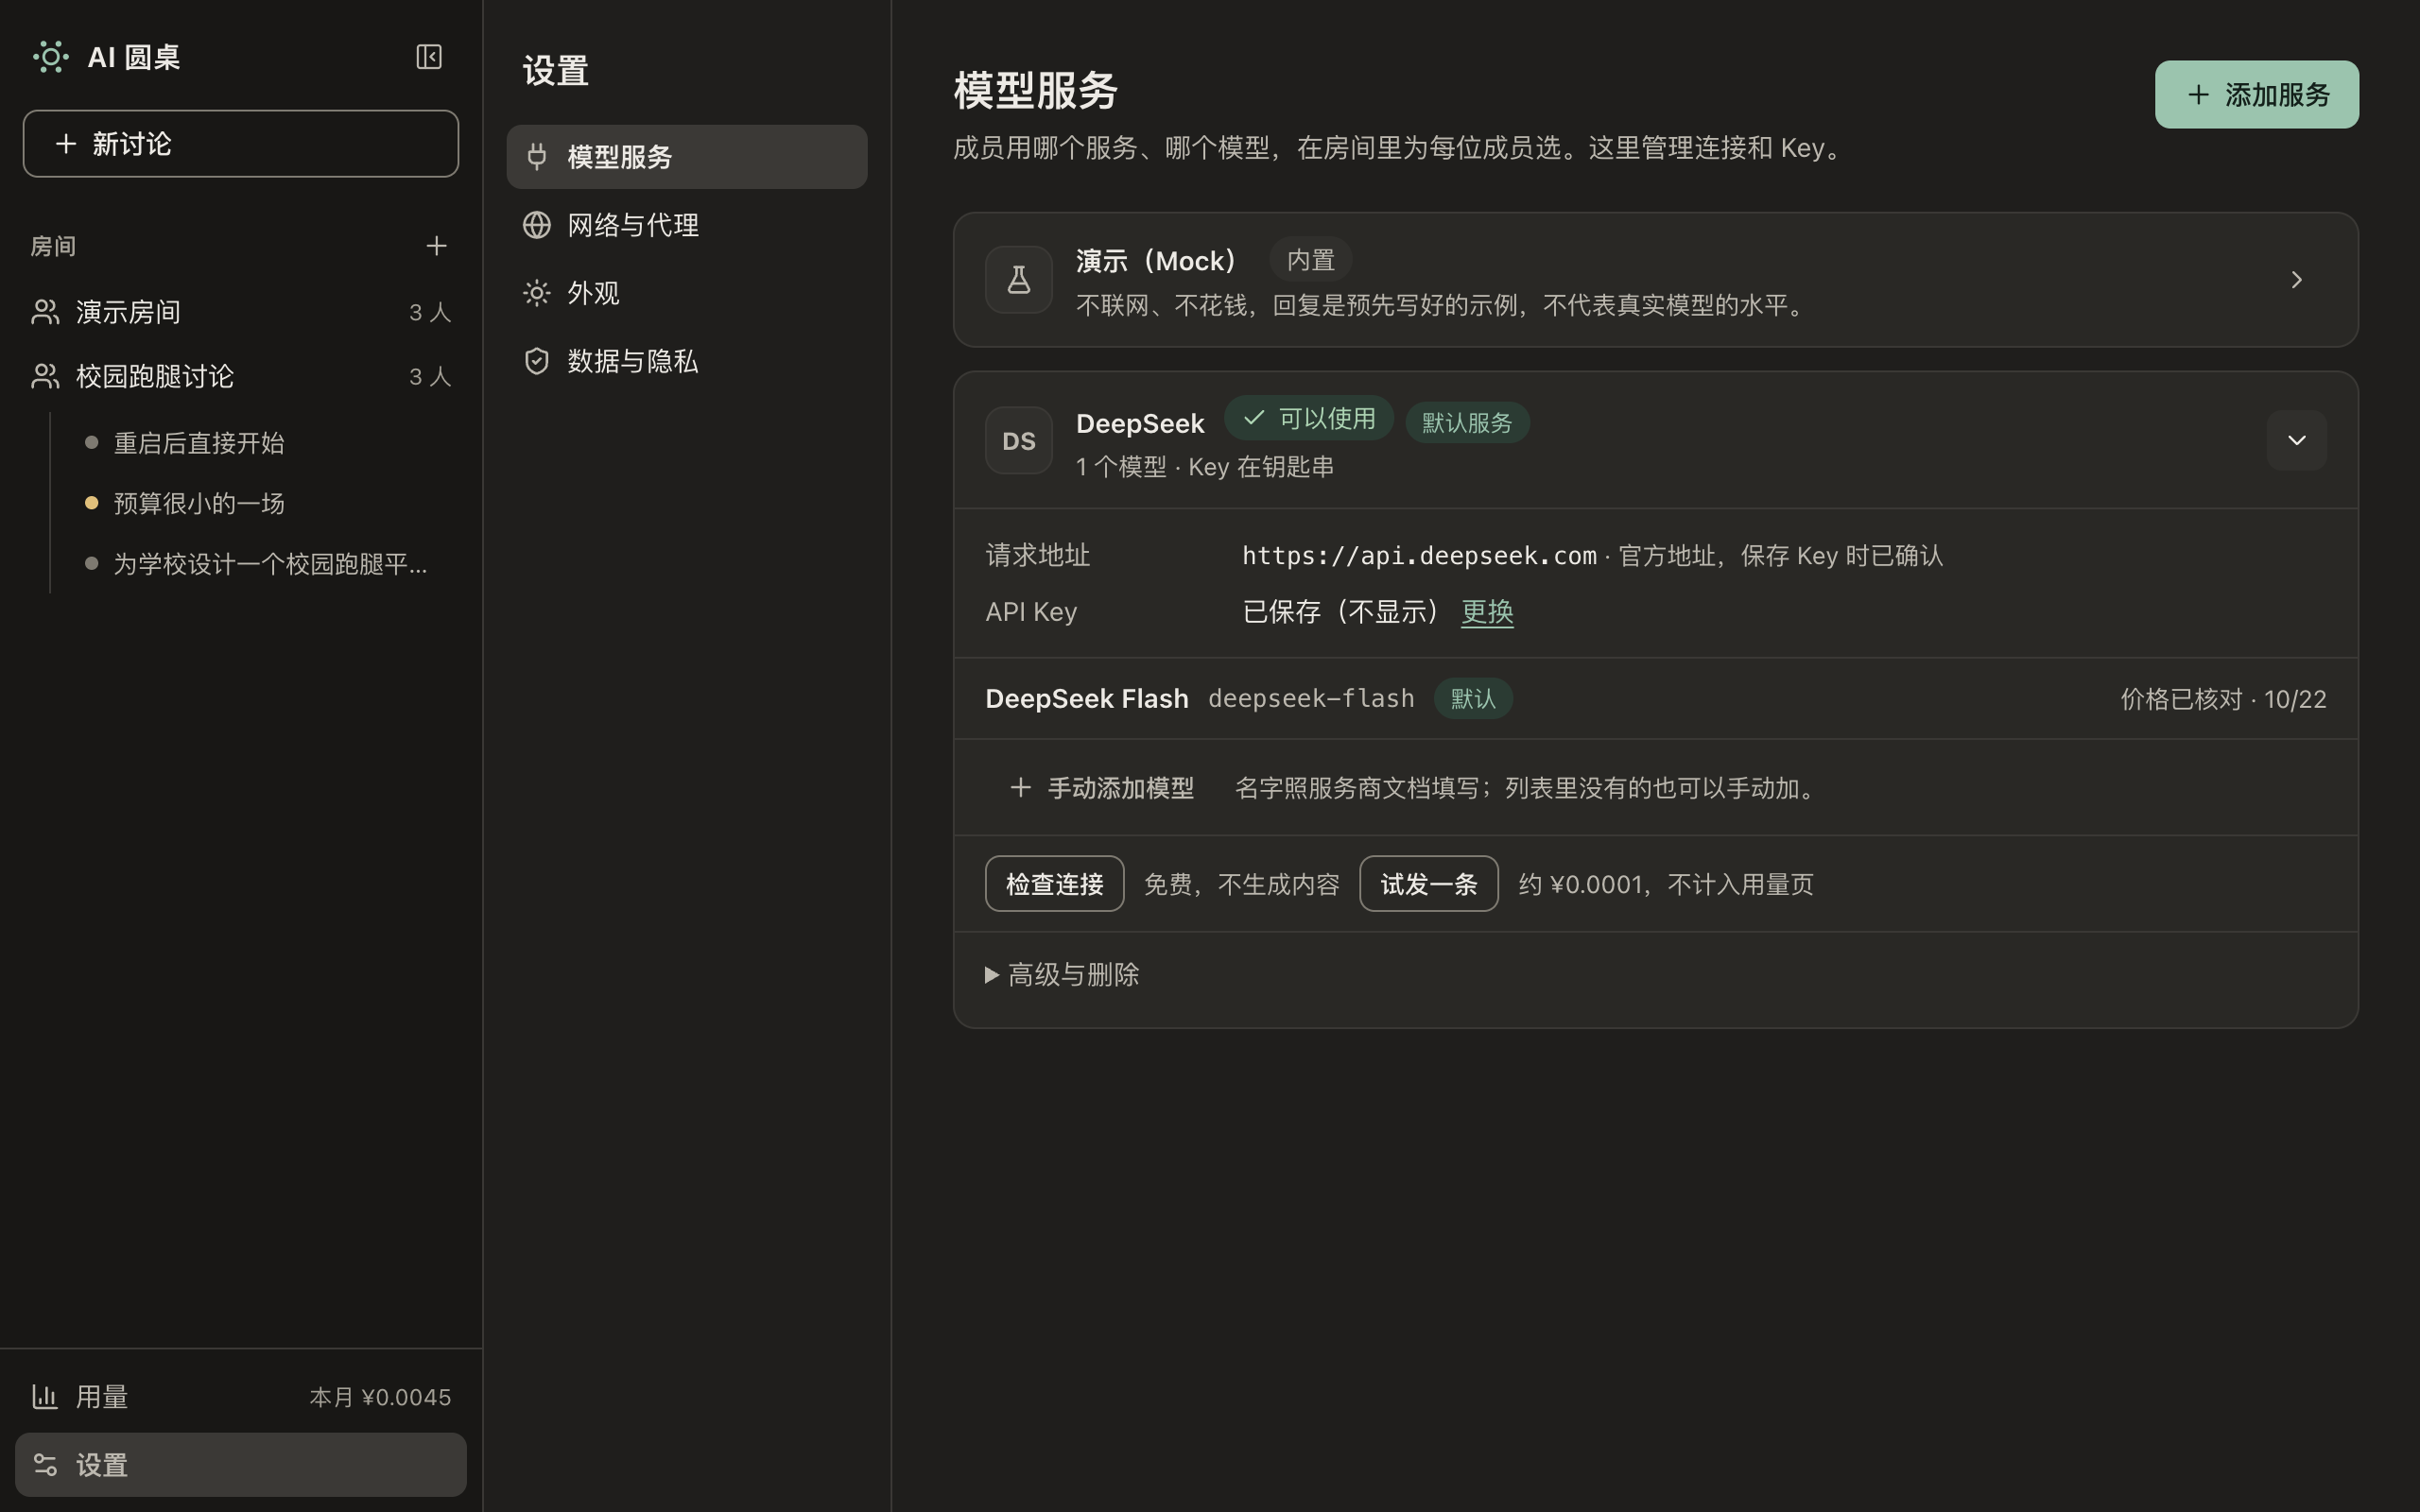 AI 圆桌
新讨论
房间
演示房间 3 人
校园跑腿讨论 3 人
重启后直接开始
预算很小的一场
为学校设计一个校园跑腿平...
用量 本月 ¥0.0045
设置
设置
模型服务
网络与代理
外观
数据与隐私
模型服务
成员用哪个服务、哪个模型，在房间里为每位成员选。这里管理连接和 Key。
添加服务
演示（Mock） 内置
不联网、不花钱，回复是预先写好的示例，不代表真实模型的水平。
DS
DeepSeek 可以使用 默认服务
1 个模型 · Key 在钥匙串
请求地址 https://api.deepseek.com · 官方地址，保存 Key 时已确认
API Key 已保存（不显示） 更换
DeepSeek Flash deepseek-flash 默认 价格已核对 · 10/22
手动添加模型 名字照服务商文档填写；列表里没有的也可以手动加。
检查连接 免费，不生成内容 试发一条 约 ¥0.0001，不计入用量页
高级与删除